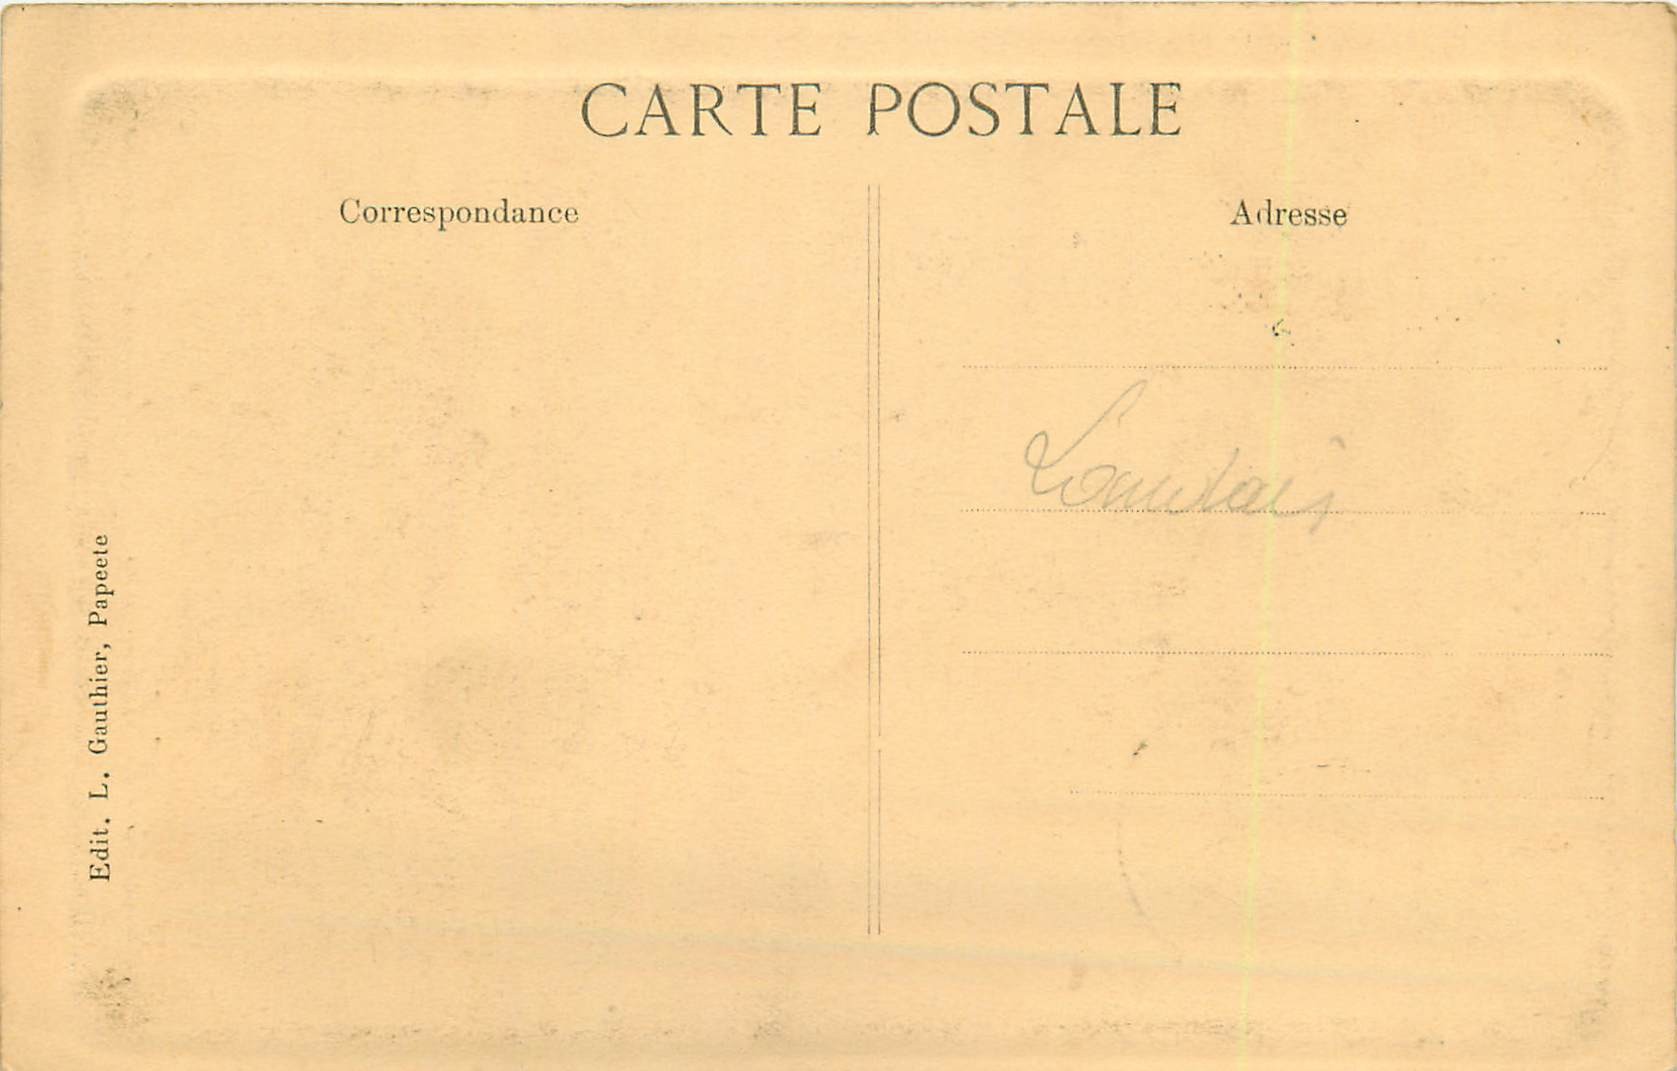 CARTE POSTALE
Correspondance
Adresse
Edit. L. Gauthier, Papeete